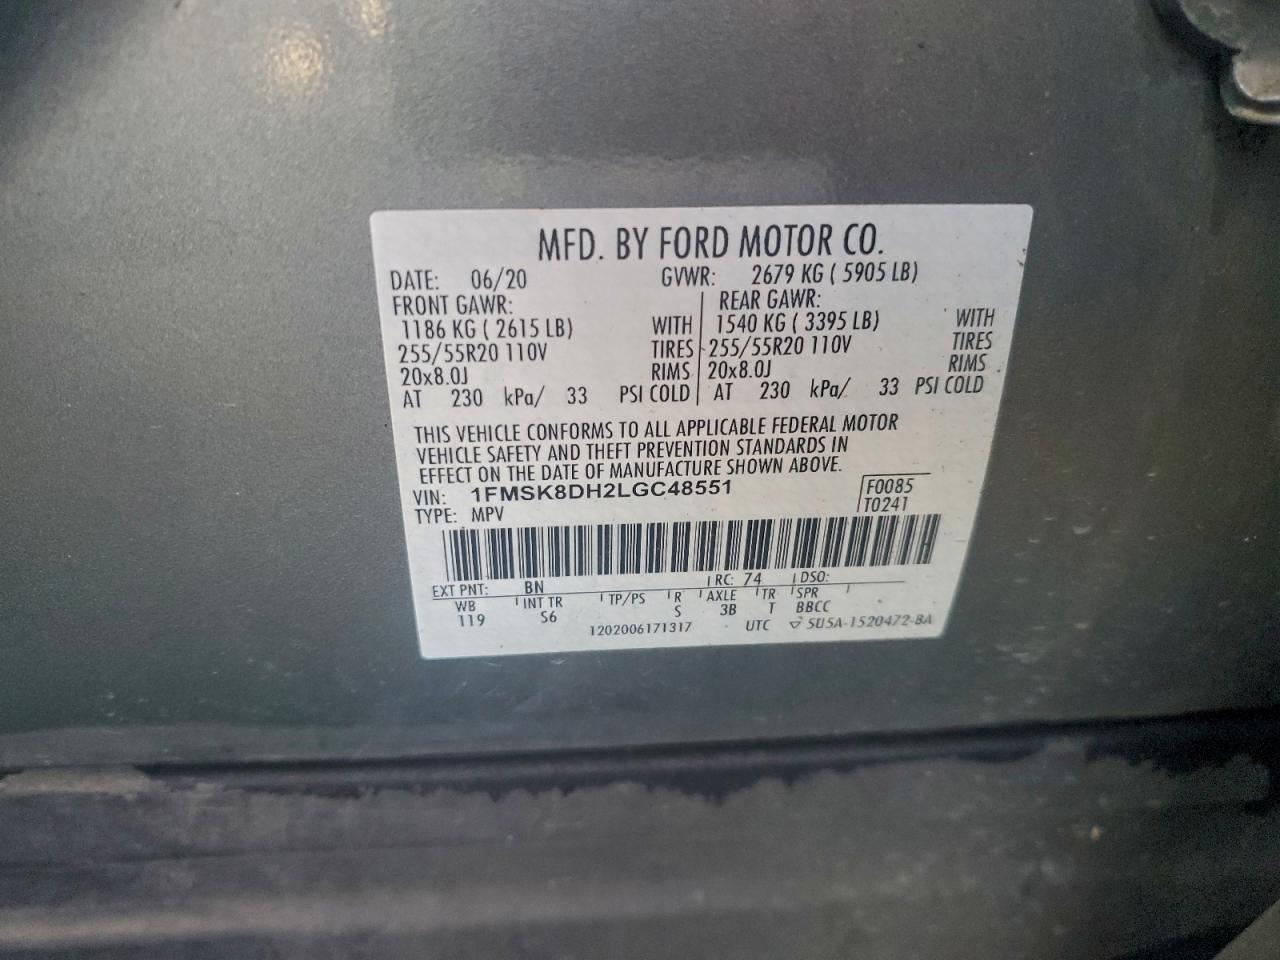 MFD. BY FORD MOTOR CO.
DATE: 06/20 GVWR: 2679 KG ( 5905 LB)
FRONT GAWR: REAR GAWR:
1186 KG ( 2615 LB) WITH 1540 KG ( 3395 LB) WITH
255/55R20 110V TIRES 255/55R20 110V TIRES
20x8.0J RIMS 20x8.0J RIMS
AT 230 kPa/ 33 PSI COLD AT 230 kPa/ 33 PSI COLD
THIS VEHICLE CONFORMS TO ALL APPLICABLE FEDERAL MOTOR
VEHICLE SAFETY AND THEFT PREVENTION STANDARDS IN
EFFECT ON THE DATE OF MANUFACTURE SHOWN ABOVE.
VIN: 1FMSK8DH2LGC48551 F0085
TYPE: MPV T0241
EXT PNT: BN RC: 74 DSO:
WB INT TR TP/PS R AXLE TR SPR
119 S6 S 3B T BBCC
1202006171317 UTC ▽ 5U5A-1520472-BA